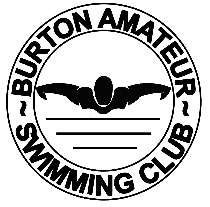 BURTON AMATEUR
~ SWIMMING CLUB ~